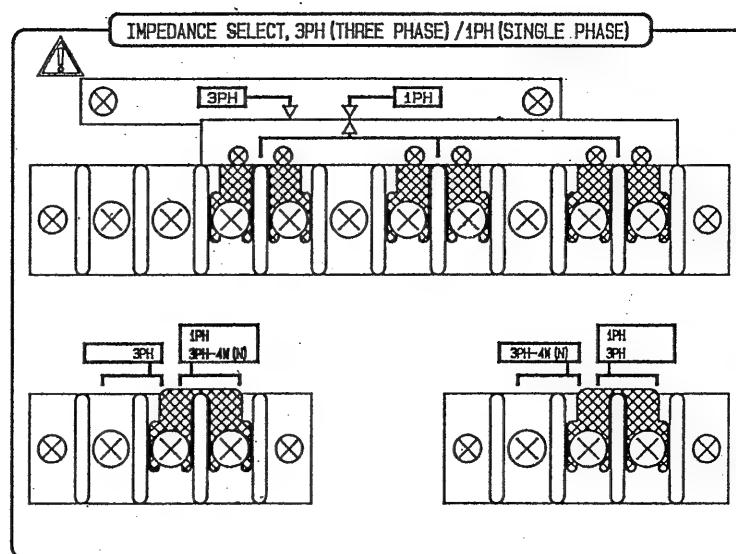 IMPEDANCE SELECT, 3PH (THREE PHASE) /1PH (SINGLE PHASE)
3PH
1PH
3PH
1PH
3PH-4W (N)
3PH-4W (N)
1PH
3PH